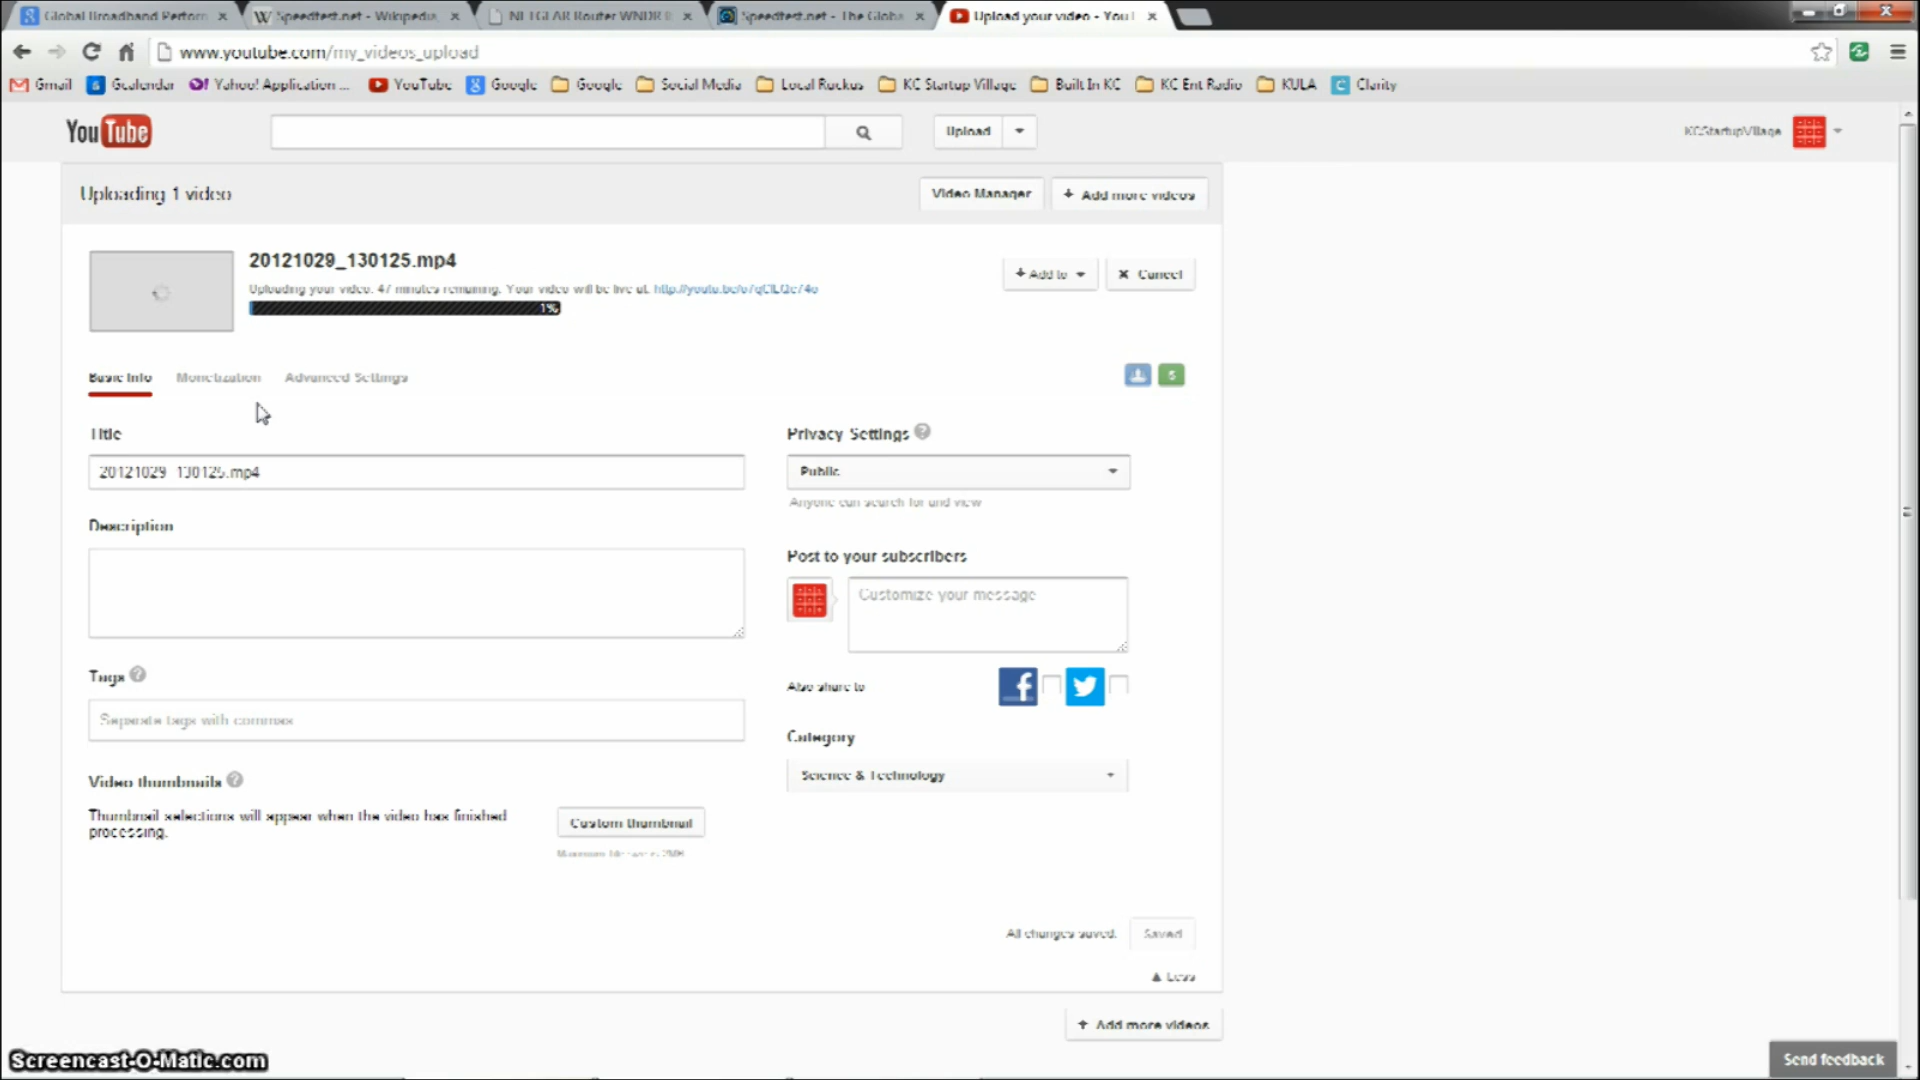 Global Broadband Perform
Speedtest.net - Wikipedia,
NETGEAR Router WNDR
Speedtest.net - The Globa
Upload your video - YouT
www.youtube.com/my_videos_upload
Gmail
Gcalendar
Yahoo! Application ...
YouTube
Google
Google
Social Media
Local Ruckus
KC Startup Village
Built In KC
KC Ent Radio
KULA
Clarity
YouTube
Upload
KCStartupVillage
Uploading 1 video
Video Manager
+ Add more videos
20121029_130125.mp4
+ Add to
× Cancel
Uploading your video. 47 minutes remaining. Your video will be live at:
1%
Basic Info
Monetization
Advanced Settings
Title
Privacy Settings
20121029_130125.mp4
Public
Anyone can search for and view
Description
Post to your subscribers
Customize your message
Tags
Also share to
Separate tags with commas
Category
Science & Technology
Video thumbnails
Thumbnail selections will appear when the video has finished
processing.
Custom thumbnail
Maximum file size is 2MB
All changes saved.
Saved
Less
+ Add more videos
Screencast-O-Matic.com
Send feedback